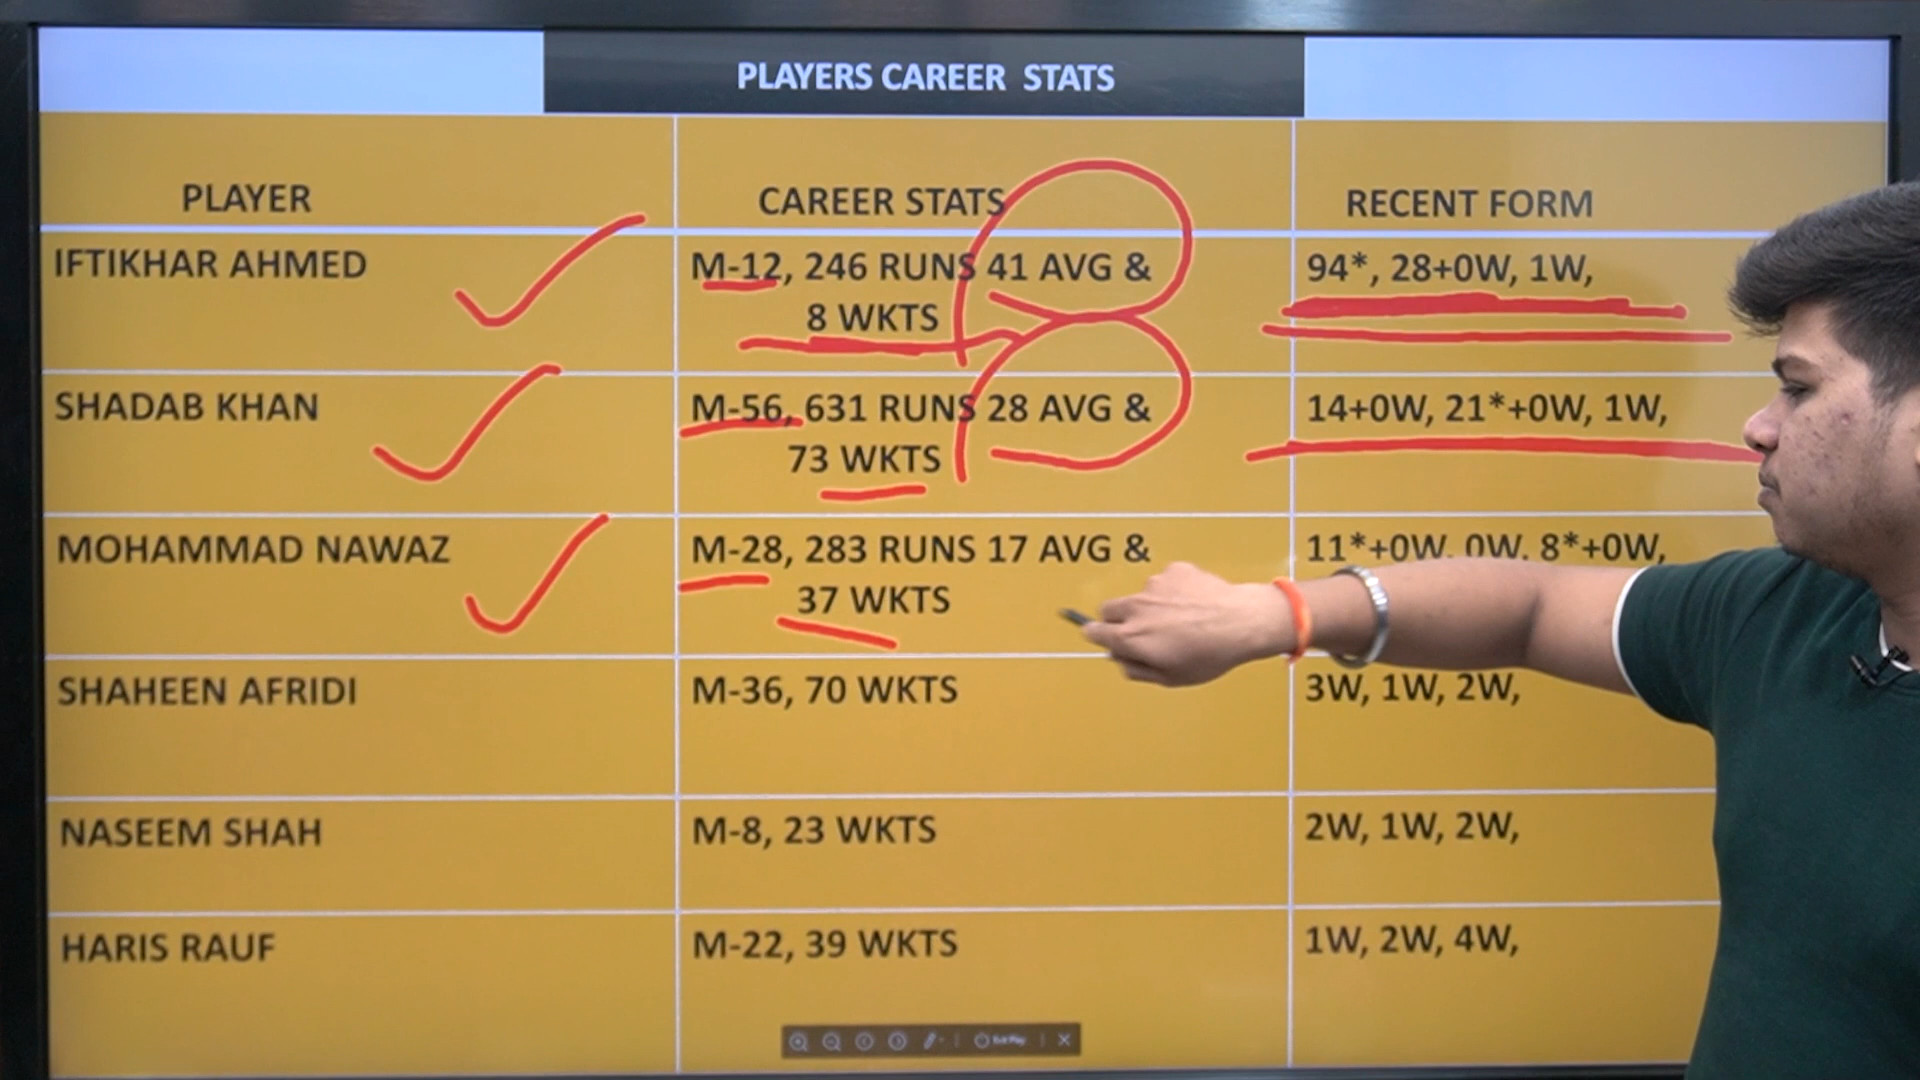 PLAYERS CAREER STATS
PLAYER CAREER STATS RECENT FORM
IFTIKHAR AHMED M-12, 246 RUNS 41 AVG & 94*, 28+0W, 1W,
8 WKTS
SHADAB KHAN M-56, 631 RUNS 28 AVG & 14+0W, 21*+0W, 1W,
73 WKTS
MOHAMMAD NAWAZ M-28, 283 RUNS 17 AVG & 11*+0W, 0W, 8*+0W,
37 WKTS
SHAHEEN AFRIDI M-36, 70 WKTS 3W, 1W, 2W,
NASEEM SHAH M-8, 23 WKTS 2W, 1W, 2W,
HARIS RAUF M-22, 39 WKTS 1W, 2W, 4W,